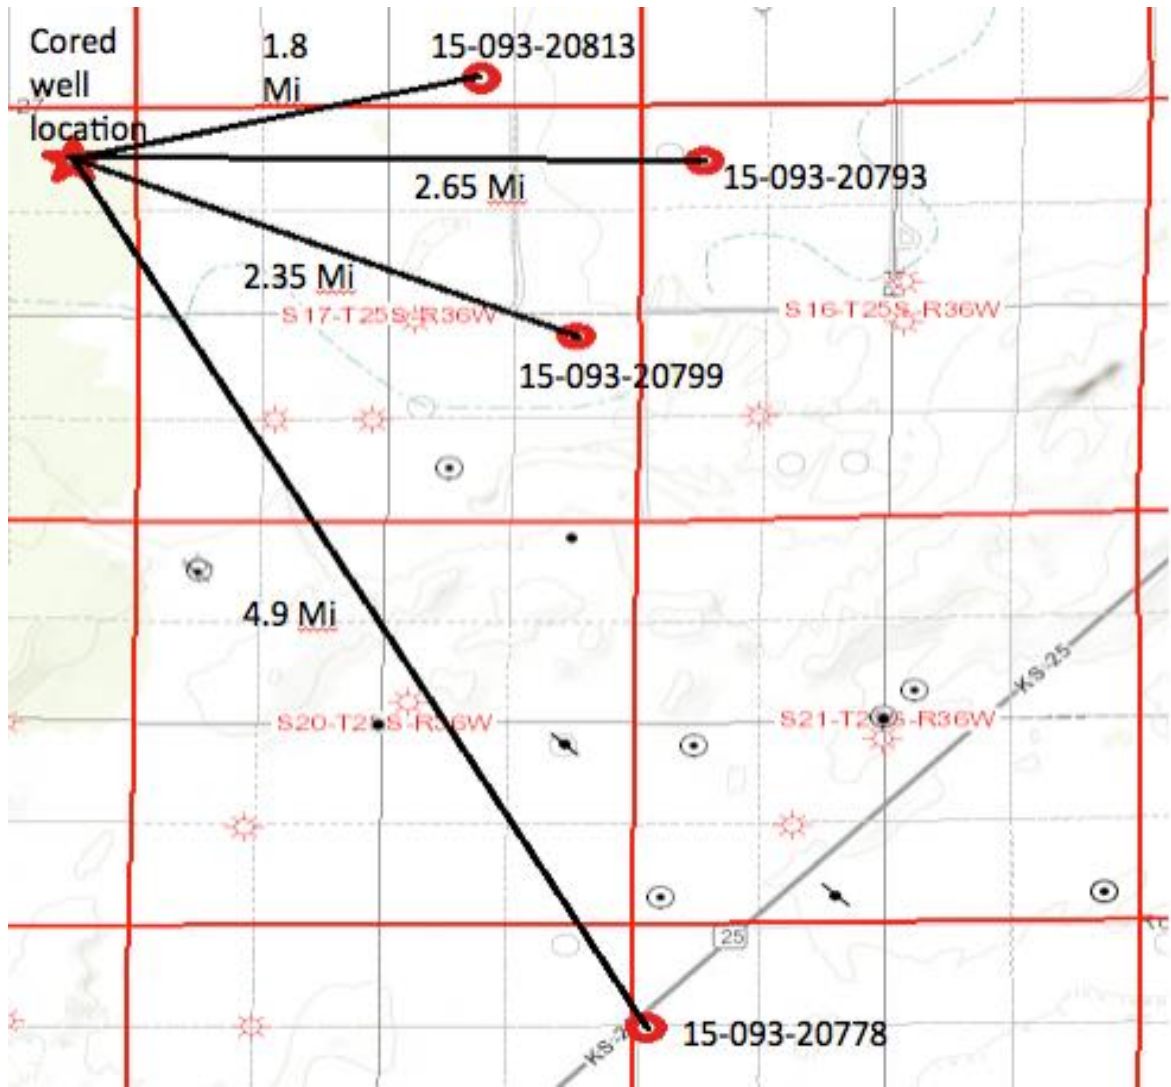 Cored
well
location
27
1.8
Mi
15-093-20813
2.65 Mi
15-093-20793
2.35 Mi
S17-T25S-R36W
S16-T25S-R36W
15-093-20799
4.9 Mi
KS-25
S20-T25S-R36W
S21-T25S-R36W
25
15-093-20778